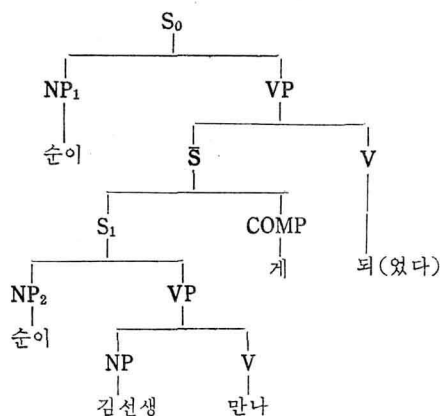 S₀
NP₁ VP
순이 S̄ V
S₁ COMP
게 되(었다)
NP₂ VP
순이
NP V
김선생 만나